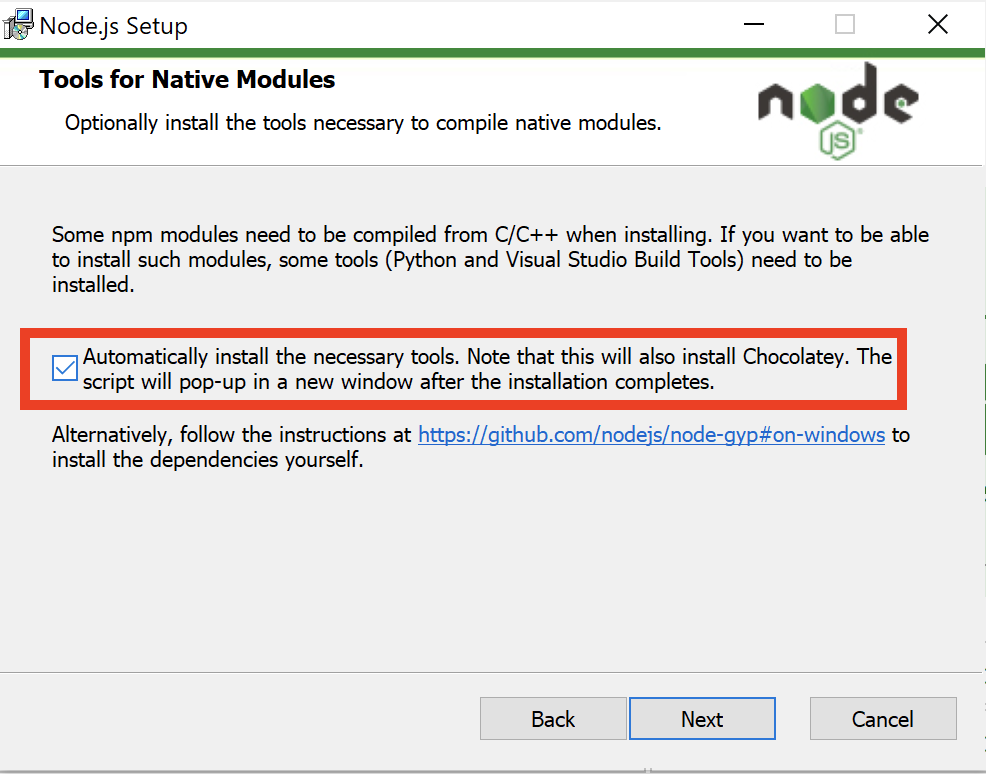 Node.js Setup
Tools for Native Modules
Optionally install the tools necessary to compile native modules.
node
JS
Some npm modules need to be compiled from C/C++ when installing. If you want to be able
to install such modules, some tools (Python and Visual Studio Build Tools) need to be
installed.
Automatically install the necessary tools. Note that this will also install Chocolatey. The
script will pop-up in a new window after the installation completes.
Alternatively, follow the instructions at https://github.com/nodejs/node-gyp#on-windows to
install the dependencies yourself.
Back
Next
Cancel